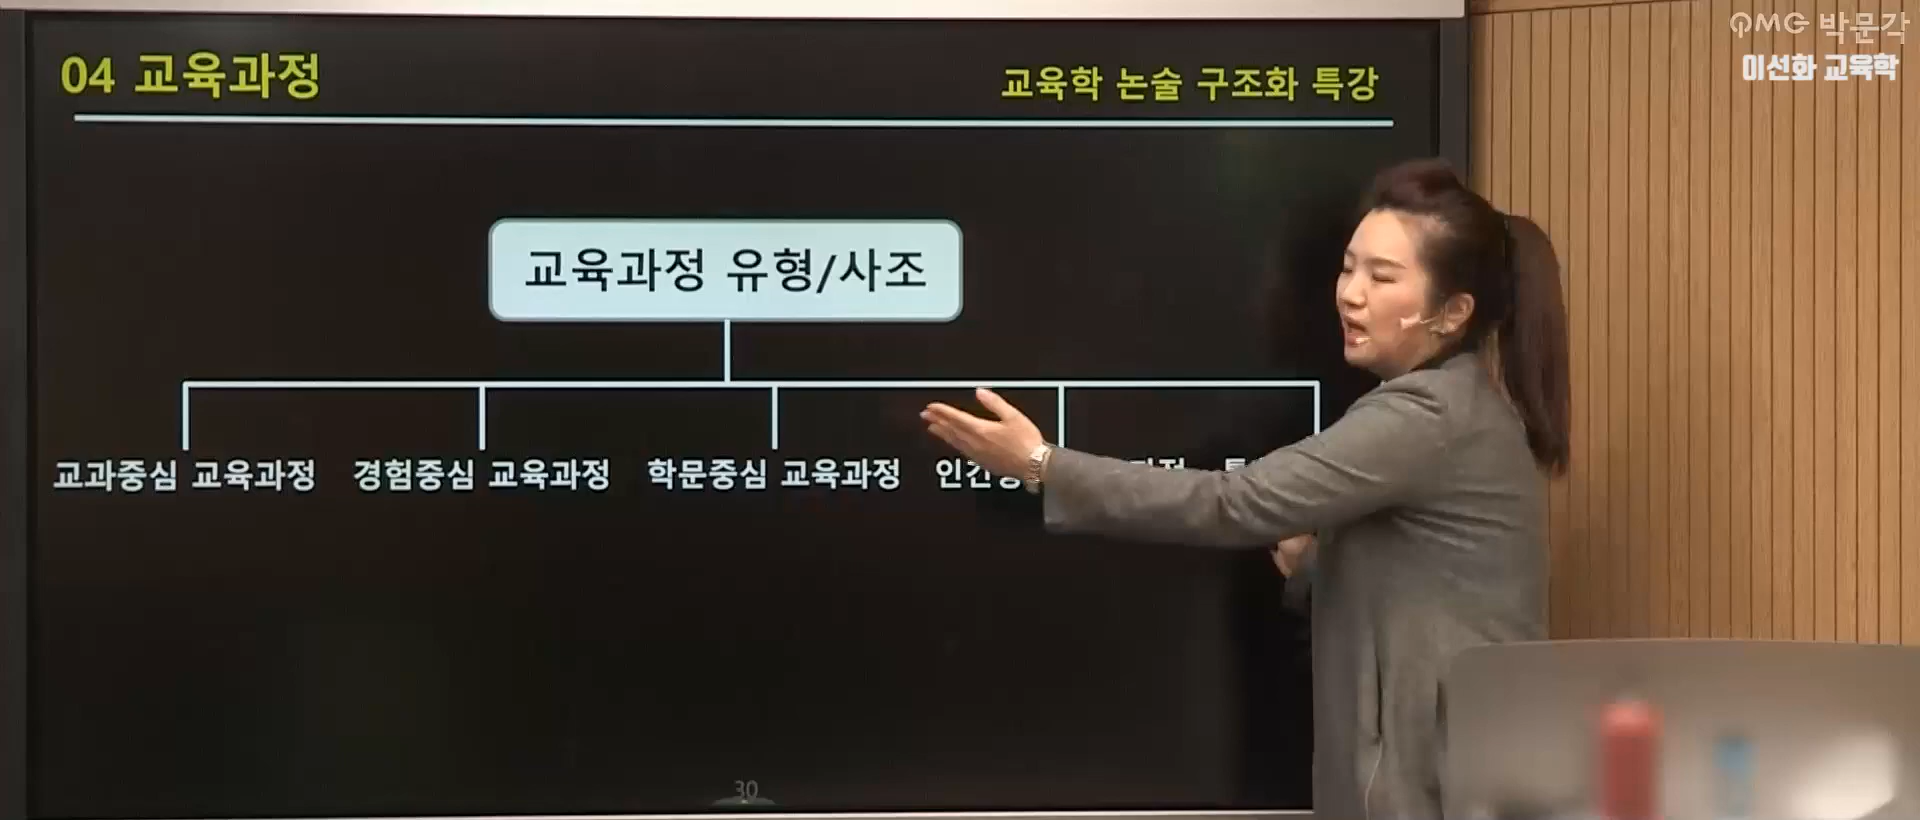 박문각
이선화 교육학
04 교육과정
교육학 논술 구조화 특강
교육과정 유형/사조
교과중심 교육과정
경험중심 교육과정
학문중심 교육과정
30